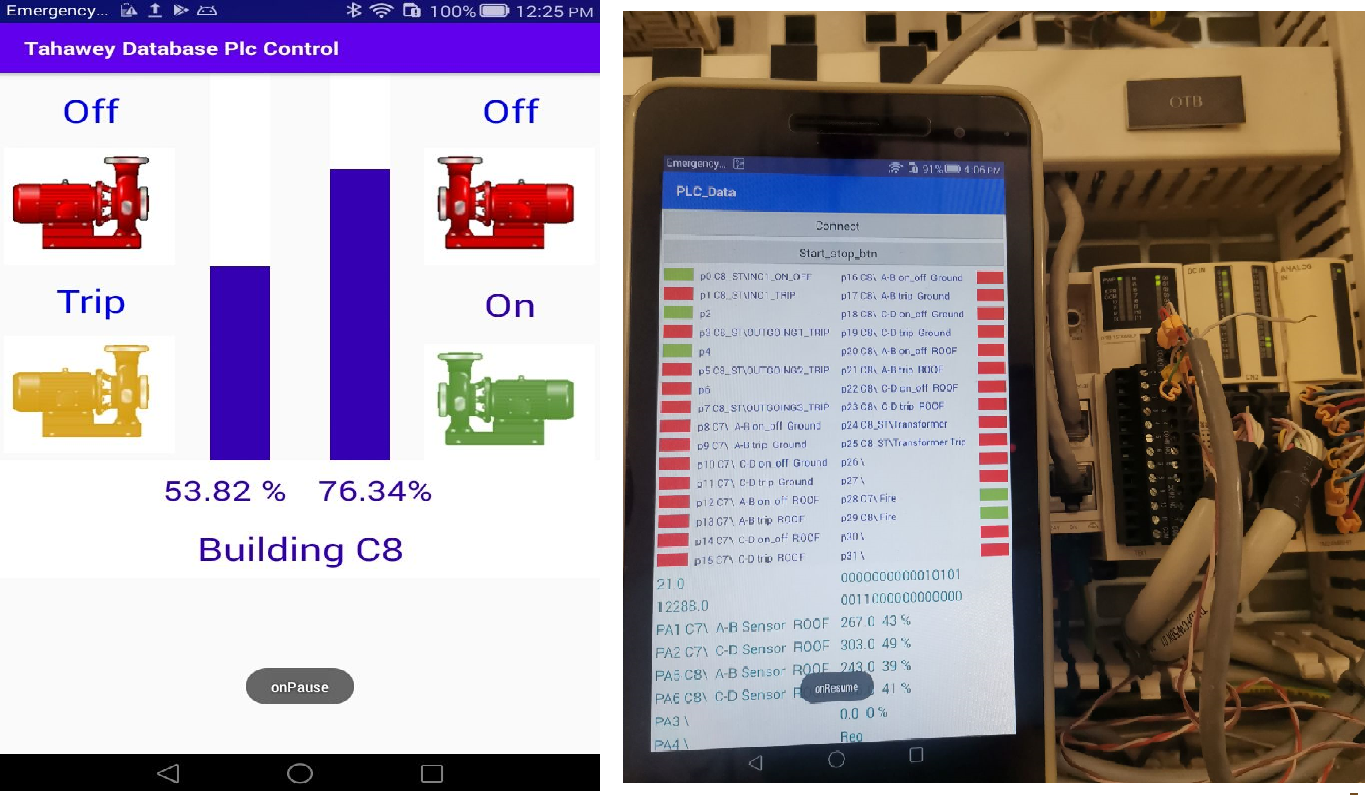 Emergency... 100% 12:25 PM
Tahawey Database Plc Control
Off
Off
Trip
On
53.82 %
76.34%
Building C8
onPause
OTB
Emergency... 91% 4:06 PM
PLC_Data
Connect
Start_stop_btn
p0 C8_ST\INC1_ON_OFF
p16 C8\ A-B on_off Ground
p1 C8_ST\INC1_TRIP
p17 C8\ A-B trip Ground
p2
p18 C8\ C-D on_off Ground
p3 C8_ST\OUTGOING1_TRIP
p19 C8\ C-D trip Ground
p4
p20 C8\ A-B on_off ROOF
p5 C8_ST\OUTGOING2_TRIP
p21 C8\ A-B trip ROOF
p6
p22 C8\ C-D on_off ROOF
p7 C8_ST\OUTGOING3_TRIP
p23 C8\ C-D trip ROOF
p8 C7\ A-B on_off Ground
p24 C8_ST\Transformer
p9 C7\ A-B trip Ground
p25 C8_ST\Transformer Trip
p10 C7\ C-D on_off Ground
p26 \
p11 C7\ C-D trip Ground
p27 \
p12 C7\ A-B on_off ROOF
p28 C7\ Fire
p13 C7\ A-B trip ROOF
p29 C8\ Fire
p14 C7\ C-D on_off ROOF
p30 \
p15 C7\ C-D trip ROOF
p31 \
21.0
0000000000010101
12288.0
0011000000000000
PA1 C7\ A-B Sensor ROOF 267.0 43 %
PA2 C7\ C-D Sensor ROOF 303.0 49 %
PA5 C8\ A-B Sensor ROOF 243.0 39 %
PA6 C8\ C-D Sensor 41 %
onResume
PA3 \ 0.0 0 %
PA4 \ Reg
DC IN
ANALOG
IN